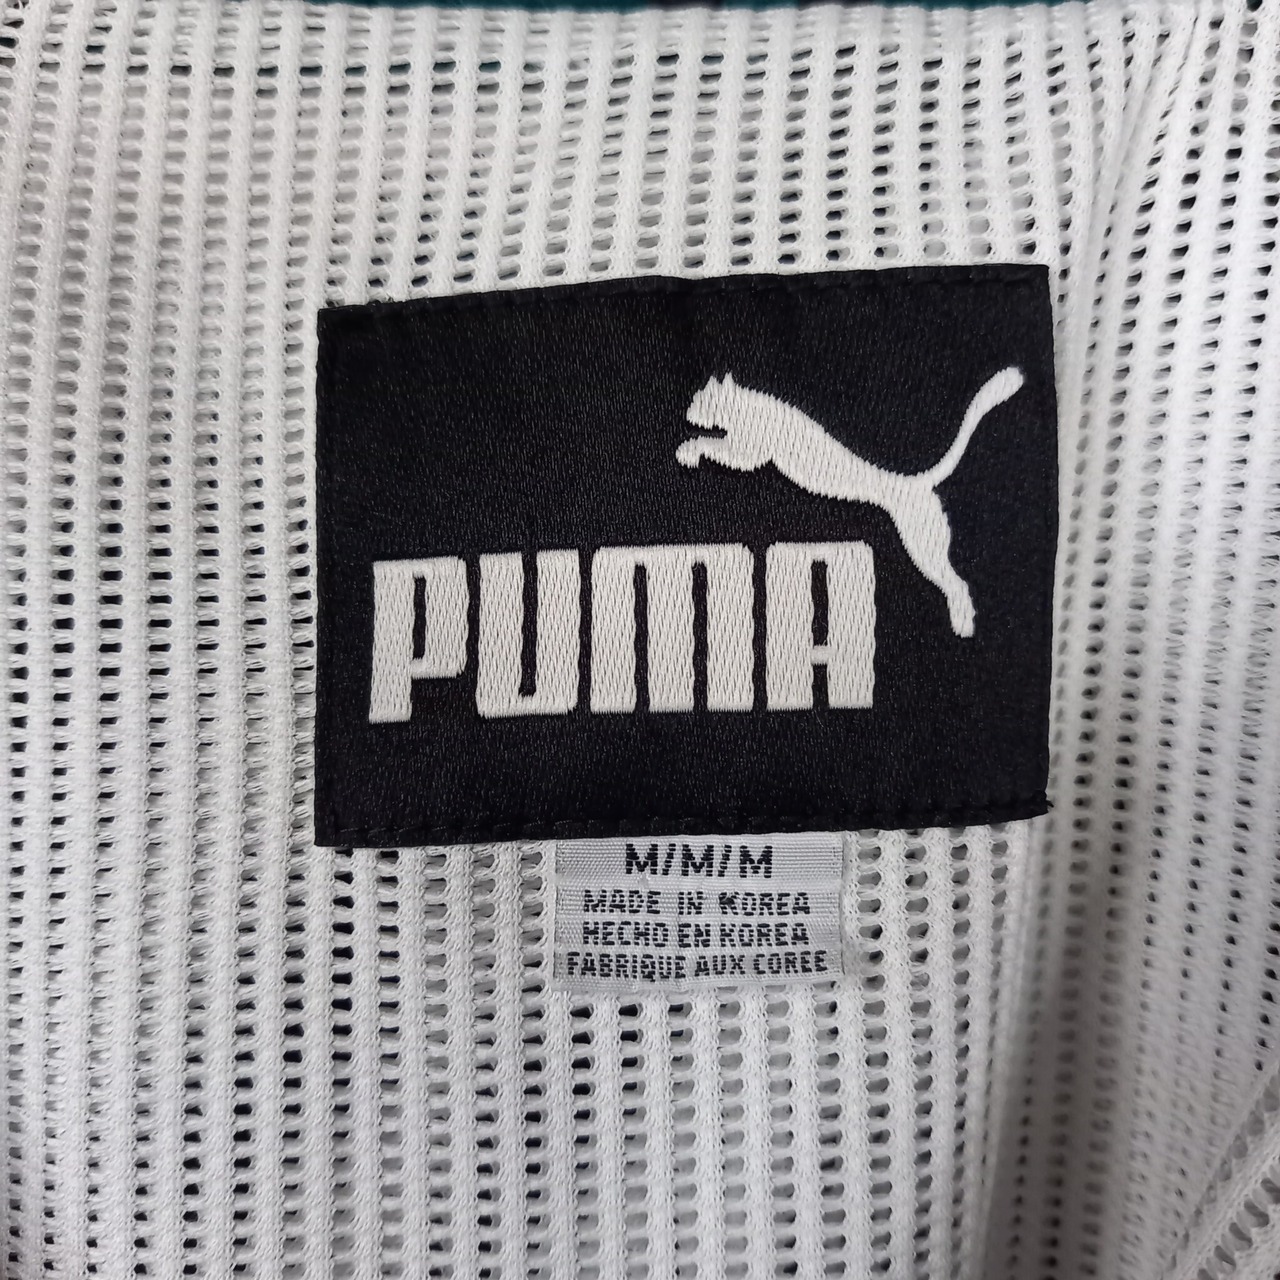 PUMA
M/M/M
MADE IN KOREA
HECHO EN KOREA
FABRIQUE AUX COREE